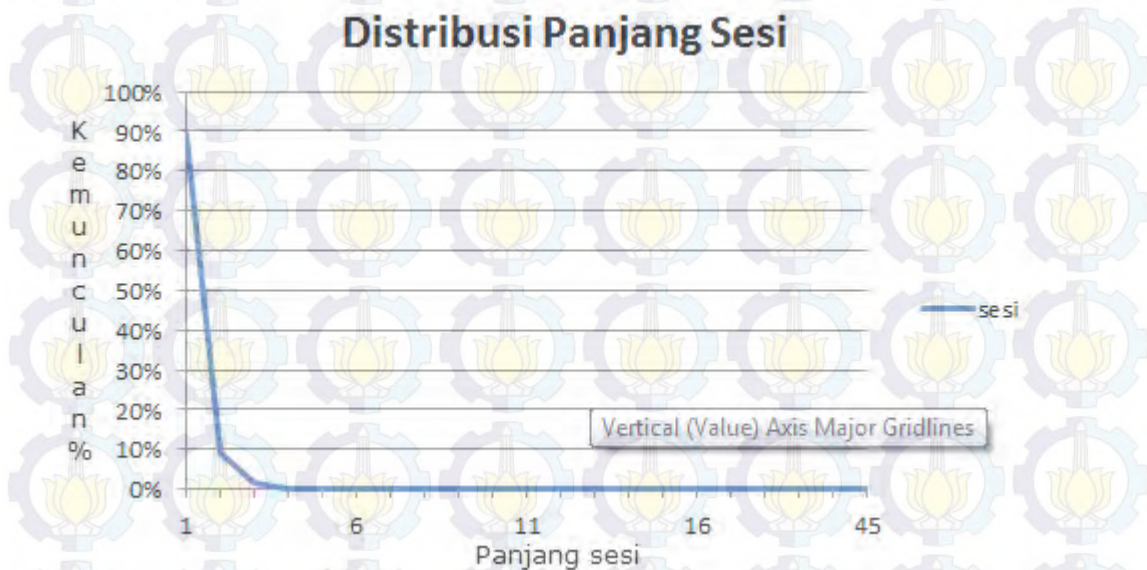 Distribusi Panjang Sesi
Kemunculan %
100%
90%
80%
70%
60%
50%
40%
30%
20%
10%
0%
1 6 11 16 45
Panjang sesi
sesi
Vertical (Value) Axis Major Gridlines